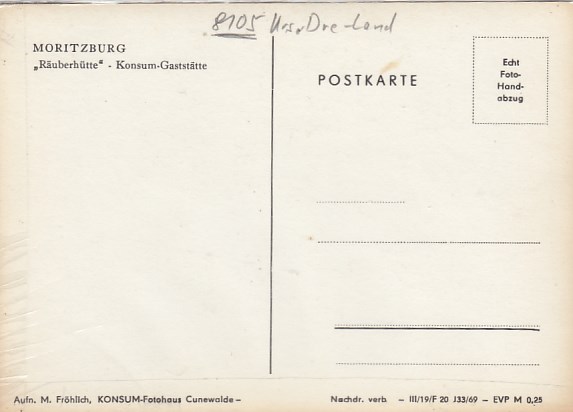 8105 Krs. Dre-Land
MORITZBURG
„Räuberhütte“ - Konsum-Gaststätte
POSTKARTE
Echt
Foto-
Hand-
abzug
Aufn. M. Fröhlich, KONSUM-Fotohaus Cunewalde –
Nachdr. verb. – III/19/F 20 J33/69 – EVP M 0,25